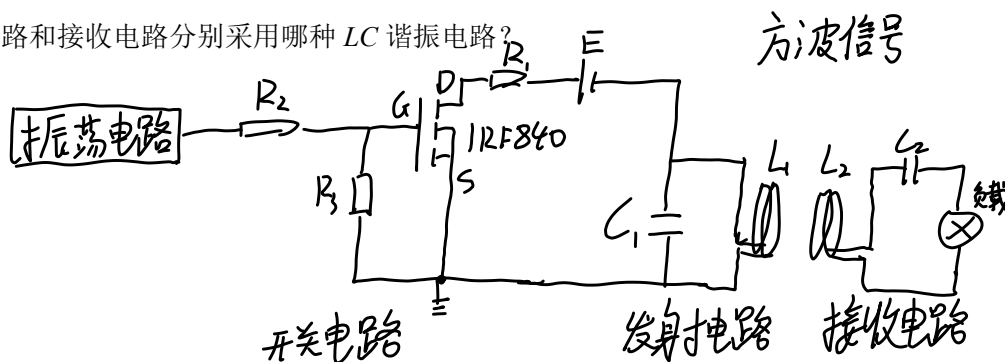 路和接收电路分别采用哪种 LC 谐振电路?
方波信号
振荡电路
R2
R3
G
D
S
IRF840
R1
E
C1
L1
L2
C2
负载
开关电路
发射电路
接收电路